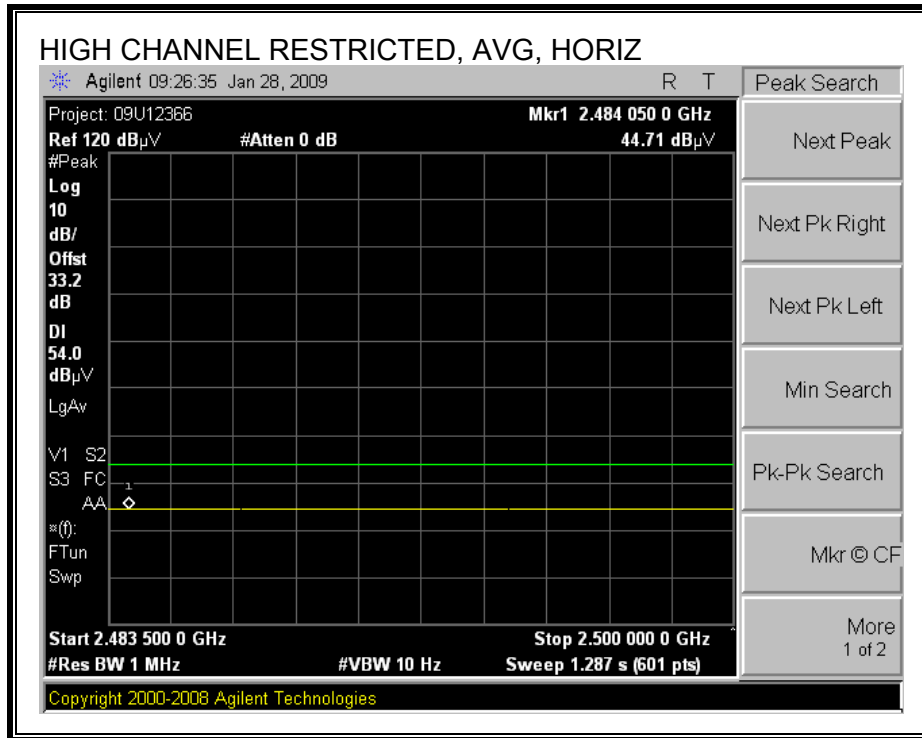 HIGH CHANNEL RESTRICTED, AVG, HORIZ
Agilent 09:26:35 Jan 28, 2009 R T
Peak Search
Project: 09U12366 Mkr1 2.484 050 0 GHz
Ref 120 dBµV #Atten 0 dB 44.71 dBµV
#Peak
Log
10
dB/
Offst
33.2
dB
DI
54.0
dBµV
LgAv
V1 S2
S3 FC
AA
1
¤(f):
FTun
Swp
Start 2.483 500 0 GHz Stop 2.500 000 0 GHz
#Res BW 1 MHz #VBW 10 Hz Sweep 1.287 s (601 pts)
Copyright 2000-2008 Agilent Technologies
Next Peak
Next Pk Right
Next Pk Left
Min Search
Pk-Pk Search
Mkr © CF
More
1 of 2